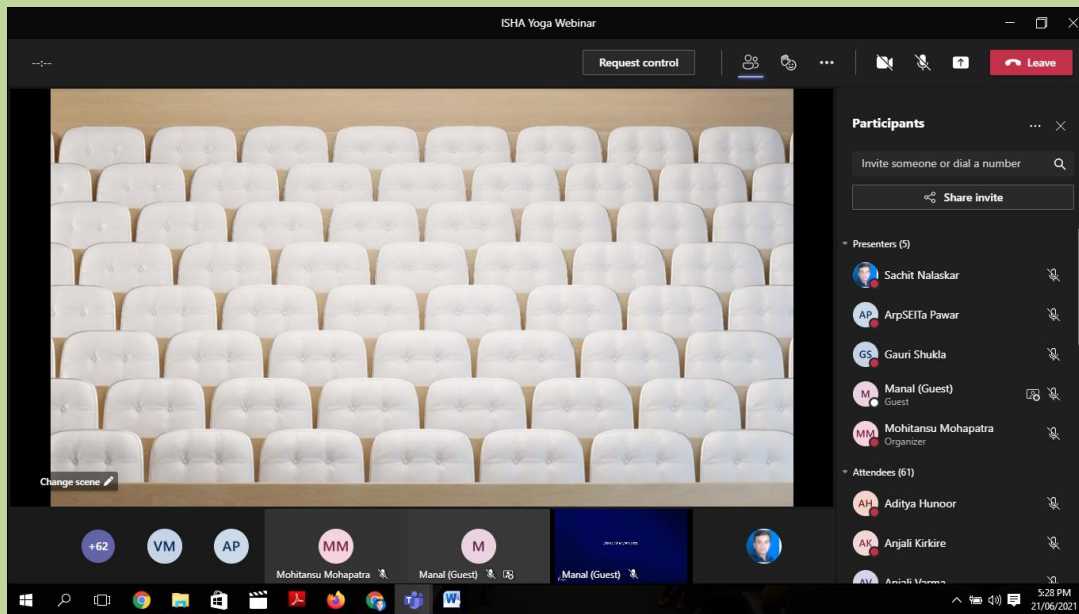 ISHA Yoga Webinar
--:--
Request control
Leave
Participants
Invite someone or dial a number
Share invite
Presenters (5)
Sachit Nalaskar
AP ArpSEITa Pawar
GS Gauri Shukla
M Manal (Guest)
Guest
MM Mohitansu Mohapatra
Organizer
Attendees (61)
AH Aditya Hunoor
AK Anjali Kirkire
AV Anjali Varma
Change scene
+62
VM
AP
MM
Mohitansu Mohapatra
M
Manal (Guest)
Manal (Guest)
5:28 PM
21/06/2021